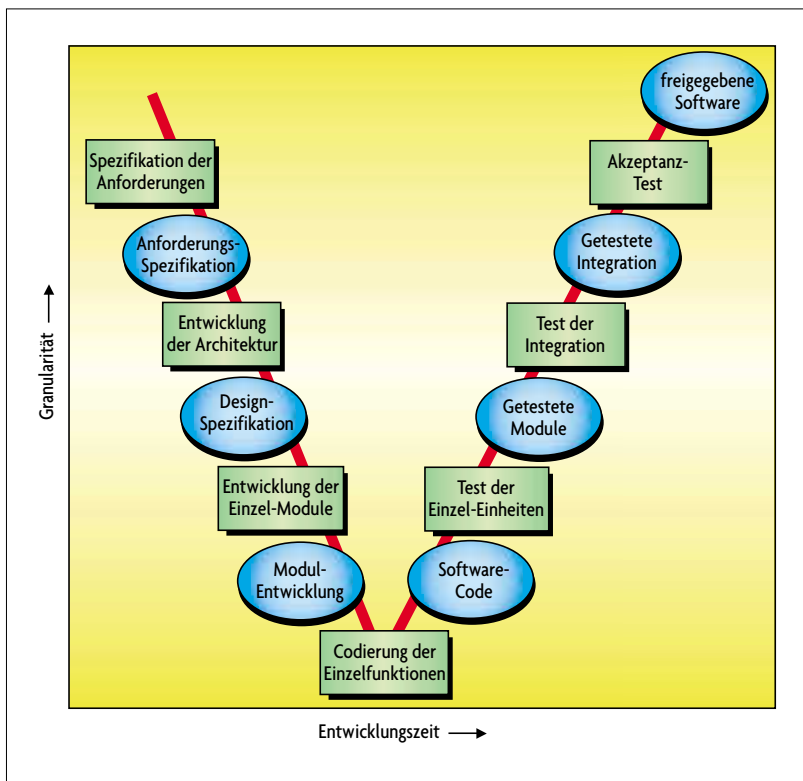 freigegebene
Software
Spezifikation der
Anforderungen
Akzeptanz-
Test
Anforderungs-
Spezifikation
Getestete
Integration
Entwicklung
der Architektur
Test der
Integration
Granularität
Design-
Spezifikation
Getestete
Module
Entwicklung der
Einzel-Module
Test der
Einzel-Einheiten
Modul-
Entwicklung
Software-
Code
Codierung der
Einzelfunktionen
Entwicklungszeit